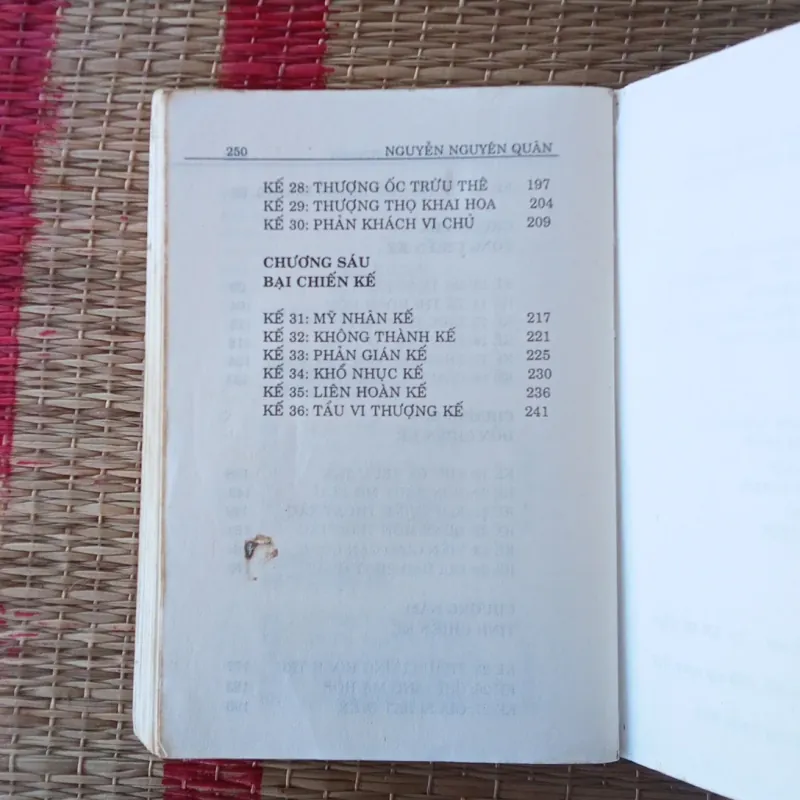 250 NGUYỄN NGUYÊN QUÂN
KẾ 28: THƯỢNG ỐC TRỪU THÊ 197
KẾ 29: THƯỢNG THỌ KHAI HOA 204
KẾ 30: PHẢN KHÁCH VI CHỦ 209
CHƯƠNG SÁU
BẠI CHIẾN KẾ
KẾ 31: MỸ NHÂN KẾ 217
KẾ 32: KHÔNG THÀNH KẾ 221
KẾ 33: PHẢN GIÁN KẾ 225
KẾ 34: KHỔ NHỤC KẾ 230
KẾ 35: LIÊN HOÀN KẾ 236
KẾ 36: TẨU VI THƯỢNG KẾ 241